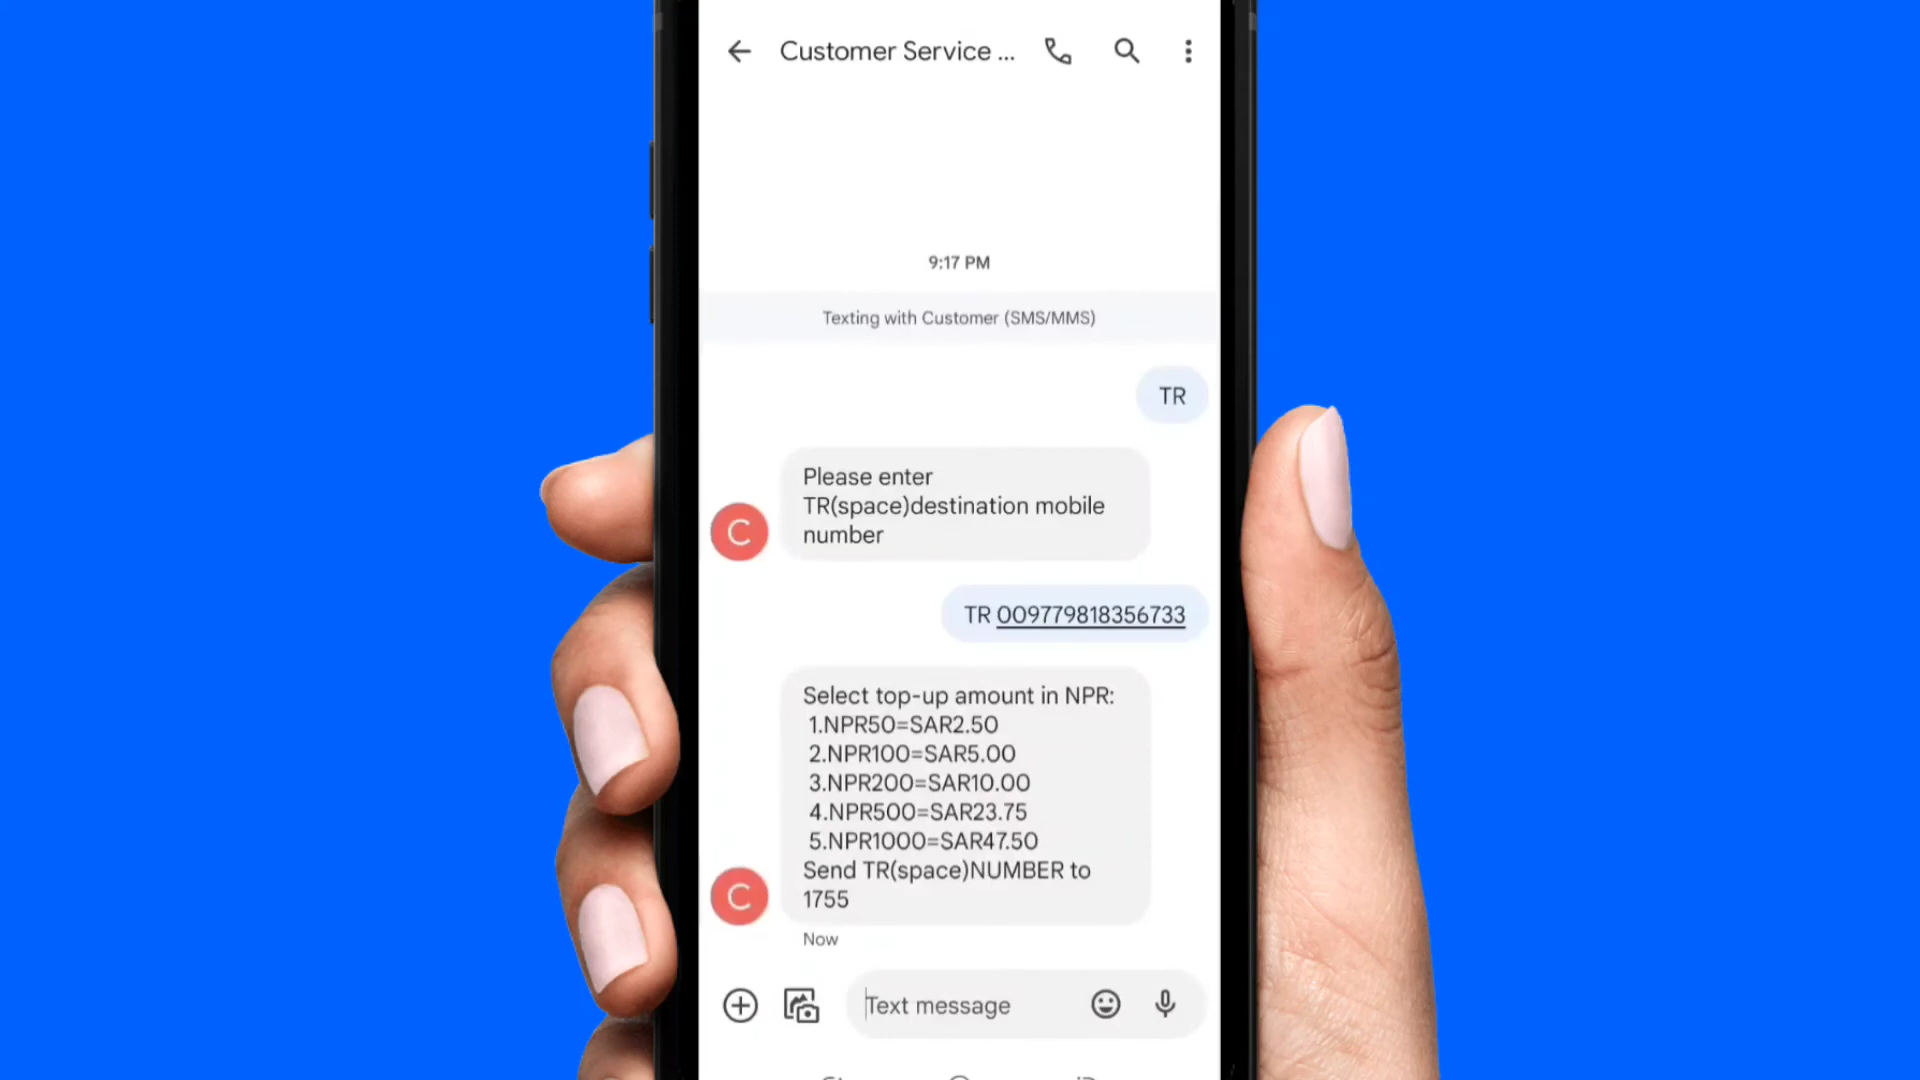 Customer Service ...
9:17 PM
Texting with Customer (SMS/MMS)
TR
Please enter
TR(space)destination mobile
number
C
TR 009779818356733
Select top-up amount in NPR:
1.NPR50=SAR2.50
2.NPR100=SAR5.00
3.NPR200=SAR10.00
4.NPR500=SAR23.75
5.NPR1000=SAR47.50
Send TR(space)NUMBER to
1755
C
Now
Text message